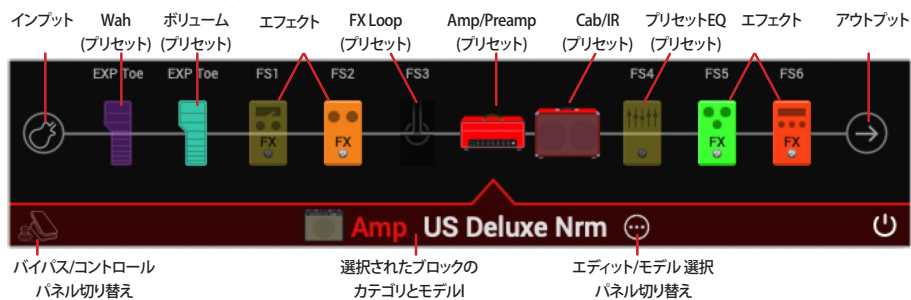 インプット Wah ボリューム エフェクト FX Loop Amp/Preamp Cab/IR プリセットEQ エフェクト アウトプット
(プリセット) (プリセット) (プリセット) (プリセット) (プリセット) (プリセット)
EXP Toe EXP Toe FS1 FS2 FS3 FS4 FS5 FS6
FX FX FX FX FX
Amp US Deluxe Nrm
バイパス/コントロール 選択されたブロックの エディット/モデル 選択
パネル切り替え カテゴリとモデルl パネル切り替え